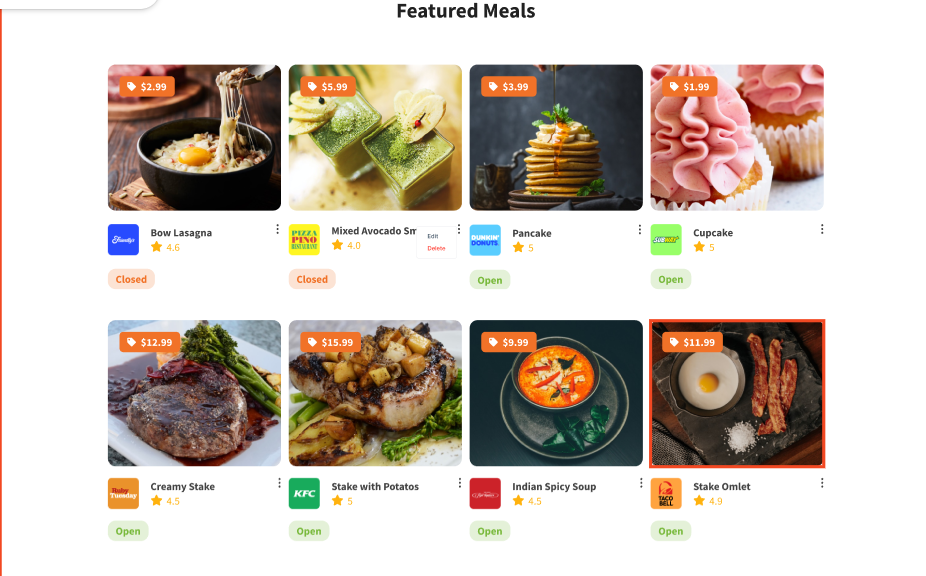 Featured Meals
$2.99
$5.99
$3.99
$1.99
Friendly's
Bow Lasagna
4.6
PIZZA
PINO
RESTAURANT
Mixed Avocado Sm
4.0
Edit
Delete
DUNKIN'
DONUTS
Pancake
5
SUBWAY
Cupcake
5
Closed
Closed
Open
Open
$12.99
$15.99
$9.99
$11.99
Ruby
Tuesday
Creamy Stake
4.5
KFC
Stake with Potatos
5
Indian Spicy Soup
4.5
TACO
BELL
Stake Omlet
4.9
Open
Open
Open
Open